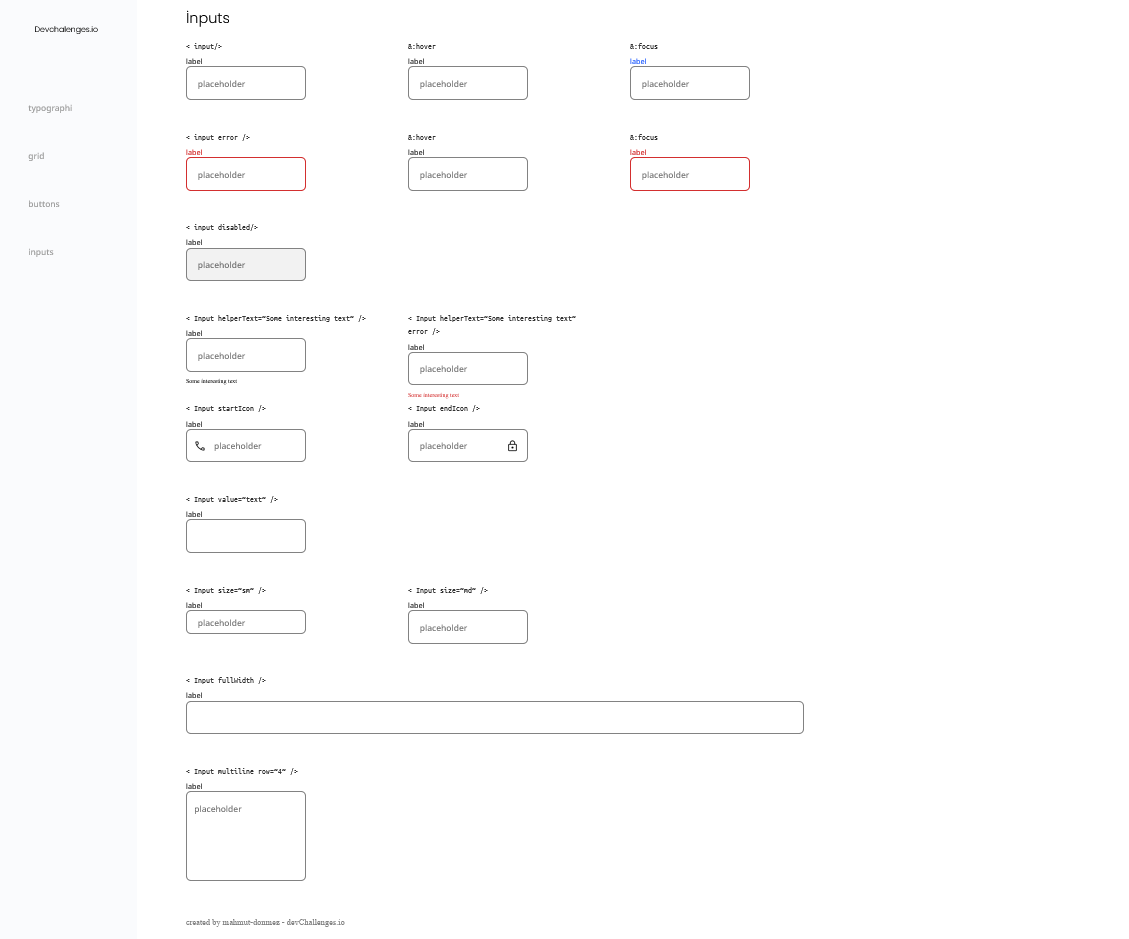 Devchalenges.io
typographi
grid
buttons
inputs
İnputs
< input/>
&:hover
&:focus
label
label
label
placeholder
placeholder
placeholder
< input error />
&:hover
&:focus
label
label
label
placeholder
placeholder
placeholder
< input disabled/>
label
placeholder
< Input helperText="Some interesting text" />
label
placeholder
Some interesting text
< Input helperText="Some interesting text"
error />
label
placeholder
Some interesting text
< Input startIcon />
< Input endIcon />
label
label
placeholder
placeholder
< Input value="text" />
label
< Input size="sm" />
< Input size="md" />
label
label
placeholder
placeholder
< Input fullWidth />
label
< Input multiline row="4" />
label
placeholder
created by mahmut-donmez - devChallenges.io